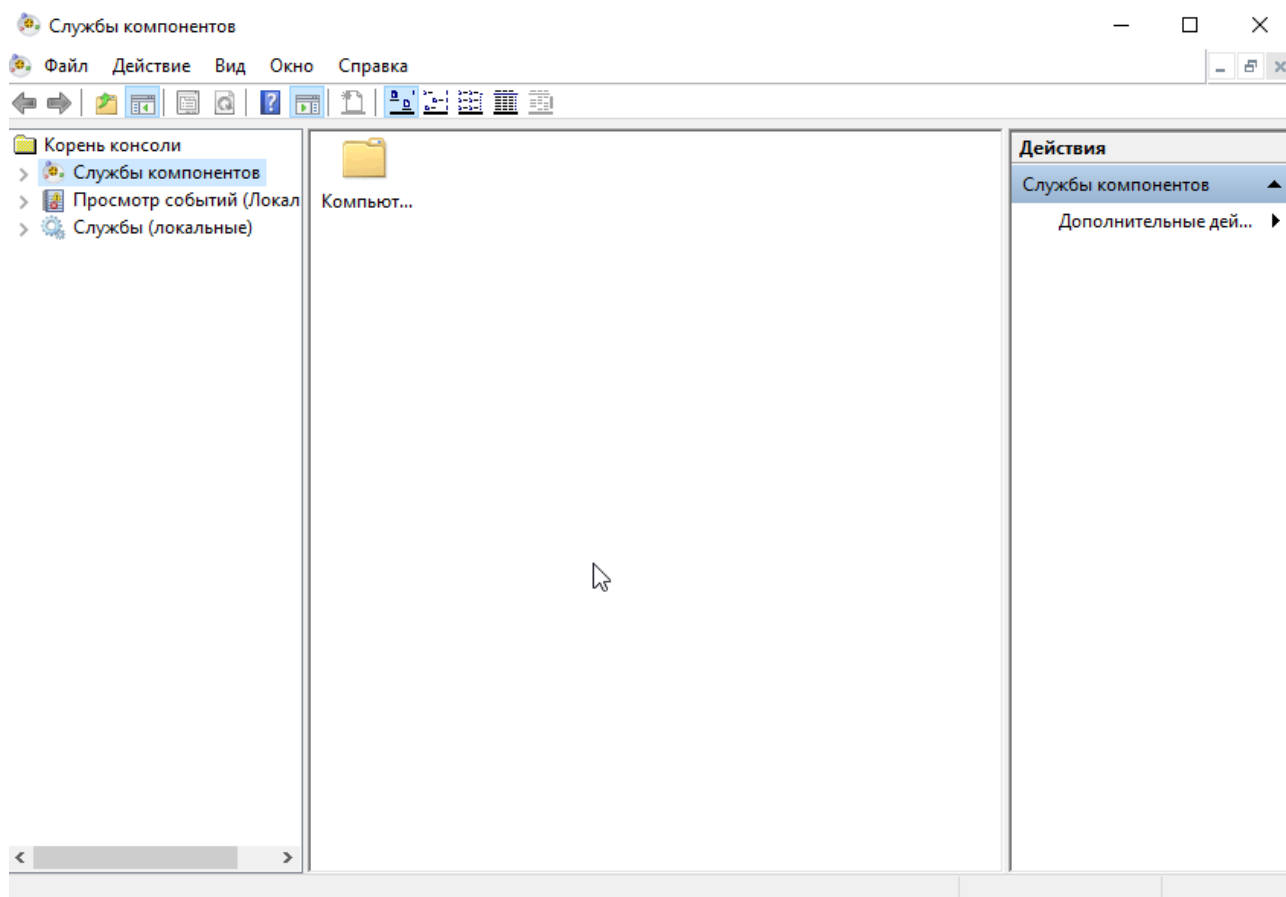 Службы компонентов
Файл Действие Вид Окно Справка
Корень консоли
Службы компонентов
Просмотр событий (Локал
Службы (локальные)
Компьют...
Действия
Службы компонентов
Дополнительные дей...